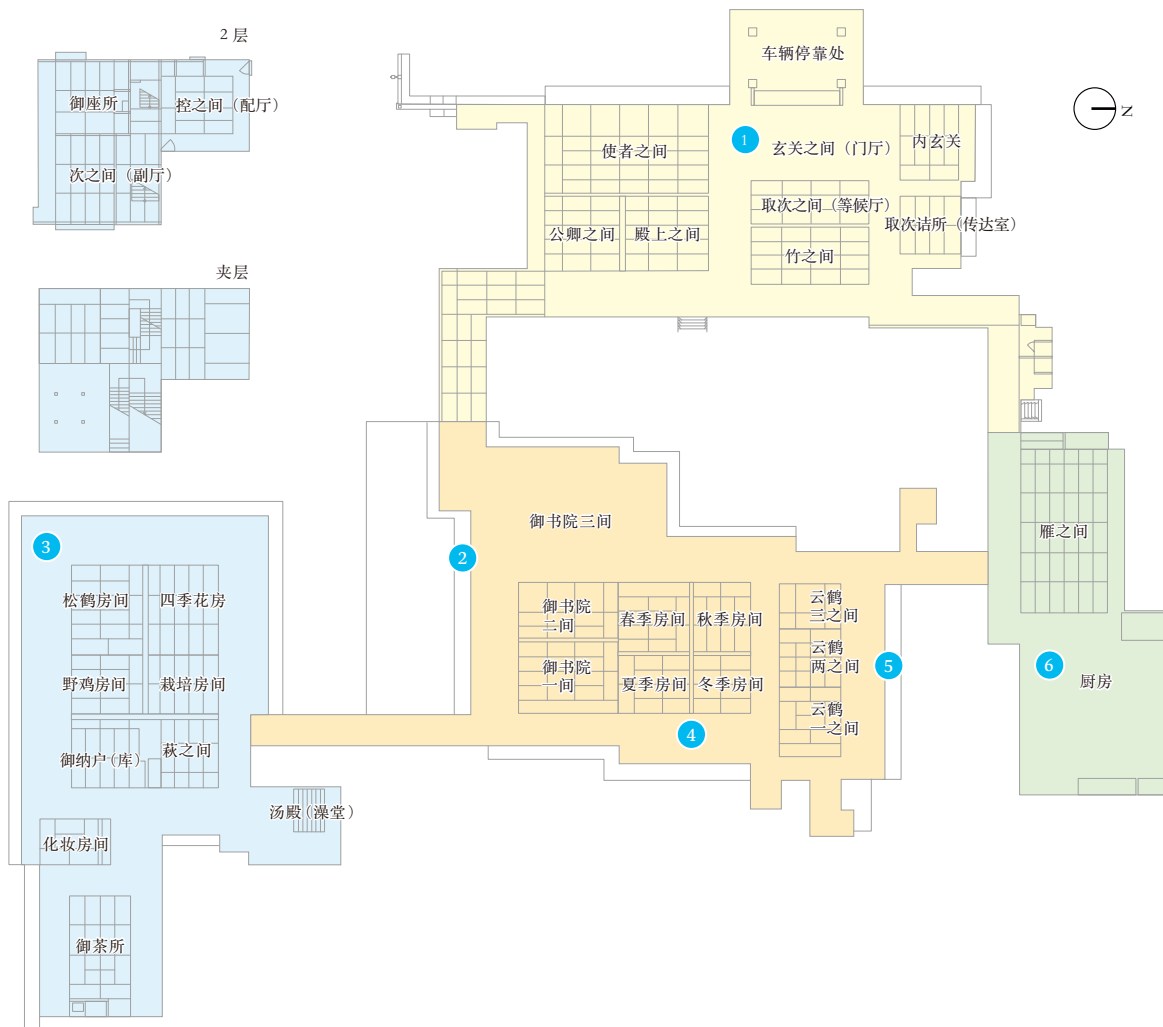 2层
御座所
控之间（配厅）
次之间（副厅）
夹层
车辆停靠处
N
1
使者之间
玄关之间（门厅）
内玄关
取次之间（等候厅）
取次诘所（传达室）
公卿之间
殿上之间
竹之间
御书院三间
雁之间
2
3
松鹤房间
四季花房
御书院
二间
春季房间
秋季房间
云鹤
三之间
云鹤
两之间
5
6
厨房
野鸡房间
栽培房间
御书院
一间
夏季房间
冬季房间
云鹤
一之间
4
御纳户（库）
萩之间
汤殿（澡堂）
化妆房间
御茶所